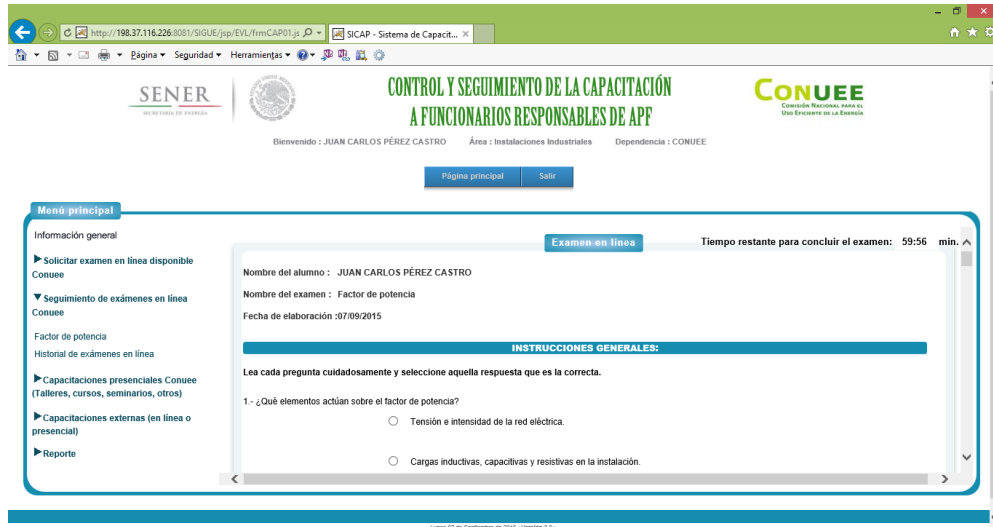 http://198.37.116.226:8081/SIGUE/jsp/EVL/frmCAP01.js
SICAP - Sistema de Capacit...
Página
Seguridad
Herramientas
SENER
SECRETARÍA DE ENERGÍA
CONTROL Y SEGUIMIENTO DE LA CAPACITACIÓN
A FUNCIONARIOS RESPONSABLES DE APF
CONUEE
COMISIÓN NACIONAL PARA EL
USO EFICIENTE DE LA ENERGÍA
Bienvenido : JUAN CARLOS PÉREZ CASTRO Área : Instalaciones Industriales Dependencia : CONUEE
Página principal
Salir
Menú principal
Información general
Solicitar examen en línea disponible
Conuee
Seguimiento de exámenes en línea
Conuee
Factor de potencia
Historial de exámenes en línea
Capacitaciones presenciales Conuee
(Talleres, cursos, seminarios, otros)
Capacitaciones externas (en línea o
presencial)
Reporte
Examen en línea
Tiempo restante para concluir el examen: 59:56 min.
Nombre del alumno : JUAN CARLOS PÉREZ CASTRO
Nombre del examen : Factor de potencia
Fecha de elaboración :07/09/2015
INSTRUCCIONES GENERALES:
Lea cada pregunta cuidadosamente y seleccione aquella respuesta que es la correcta.
1.- ¿Qué elementos actúan sobre el factor de potencia?
Tensión e intensidad de la red eléctrica.
Cargas inductivas, capacitivas y resistivas en la instalación.